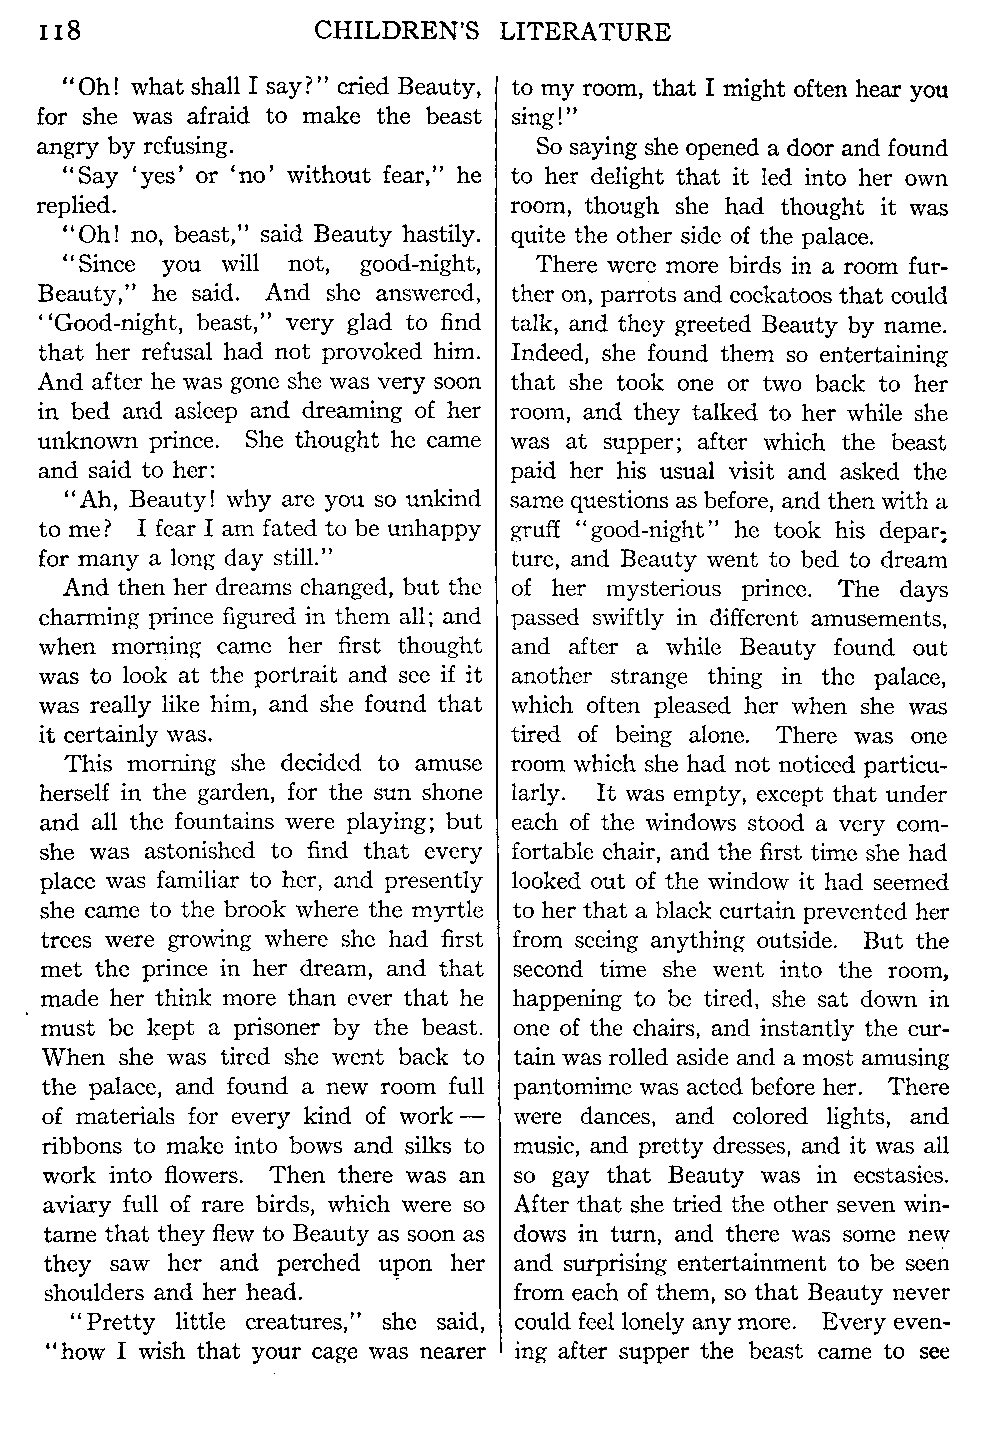 118 CHILDREN'S LITERATURE
"Oh! what shall I say?" cried Beauty,
for she was afraid to make the beast
angry by refusing.
"Say 'yes' or 'no' without fear," he
replied.
"Oh! no, beast," said Beauty hastily.
"Since you will not, good-night,
Beauty," he said. And she answered,
"Good-night, beast," very glad to find
that her refusal had not provoked him.
And after he was gone she was very soon
in bed and asleep and dreaming of her
unknown prince. She thought he came
and said to her:
"Ah, Beauty! why are you so unkind
to me? I fear I am fated to be unhappy
for many a long day still."
And then her dreams changed, but the
charming prince figured in them all; and
when morning came her first thought
was to look at the portrait and see if it
was really like him, and she found that
it certainly was.
This morning she decided to amuse
herself in the garden, for the sun shone
and all the fountains were playing; but
she was astonished to find that every
place was familiar to her, and presently
she came to the brook where the myrtle
trees were growing where she had first
met the prince in her dream, and that
made her think more than ever that he
must be kept a prisoner by the beast.
When she was tired she went back to
the palace, and found a new room full
of materials for every kind of work—
ribbons to make into bows and silks to
work into flowers. Then there was an
aviary full of rare birds, which were so
tame that they flew to Beauty as soon as
they saw her and perched upon her
shoulders and her head.
"Pretty little creatures," she said,
"how I wish that your cage was nearer
to my room, that I might often hear you
sing!"
So saying she opened a door and found
to her delight that it led into her own
room, though she had thought it was
quite the other side of the palace.
There were more birds in a room fur-
ther on, parrots and cockatoos that could
talk, and they greeted Beauty by name.
Indeed, she found them so entertaining
that she took one or two back to her
room, and they talked to her while she
was at supper; after which the beast
paid her his usual visit and asked the
same questions as before, and then with a
gruff "good-night" he took his depar-
ture, and Beauty went to bed to dream
of her mysterious prince. The days
passed swiftly in different amusements,
and after a while Beauty found out
another strange thing in the palace,
which often pleased her when she was
tired of being alone. There was one
room which she had not noticed particu-
larly. It was empty, except that under
each of the windows stood a very com-
fortable chair, and the first time she had
looked out of the window it had seemed
to her that a black curtain prevented her
from seeing anything outside. But the
second time she went into the room,
happening to be tired, she sat down in
one of the chairs, and instantly the cur-
tain was rolled aside and a most amusing
pantomime was acted before her. There
were dances, and colored lights, and
music, and pretty dresses, and it was all
so gay that Beauty was in ecstasies.
After that she tried the other seven win-
dows in turn, and there was some new
and surprising entertainment to be seen
from each of them, so that Beauty never
could feel lonely any more. Every even-
ing after supper the beast came to see